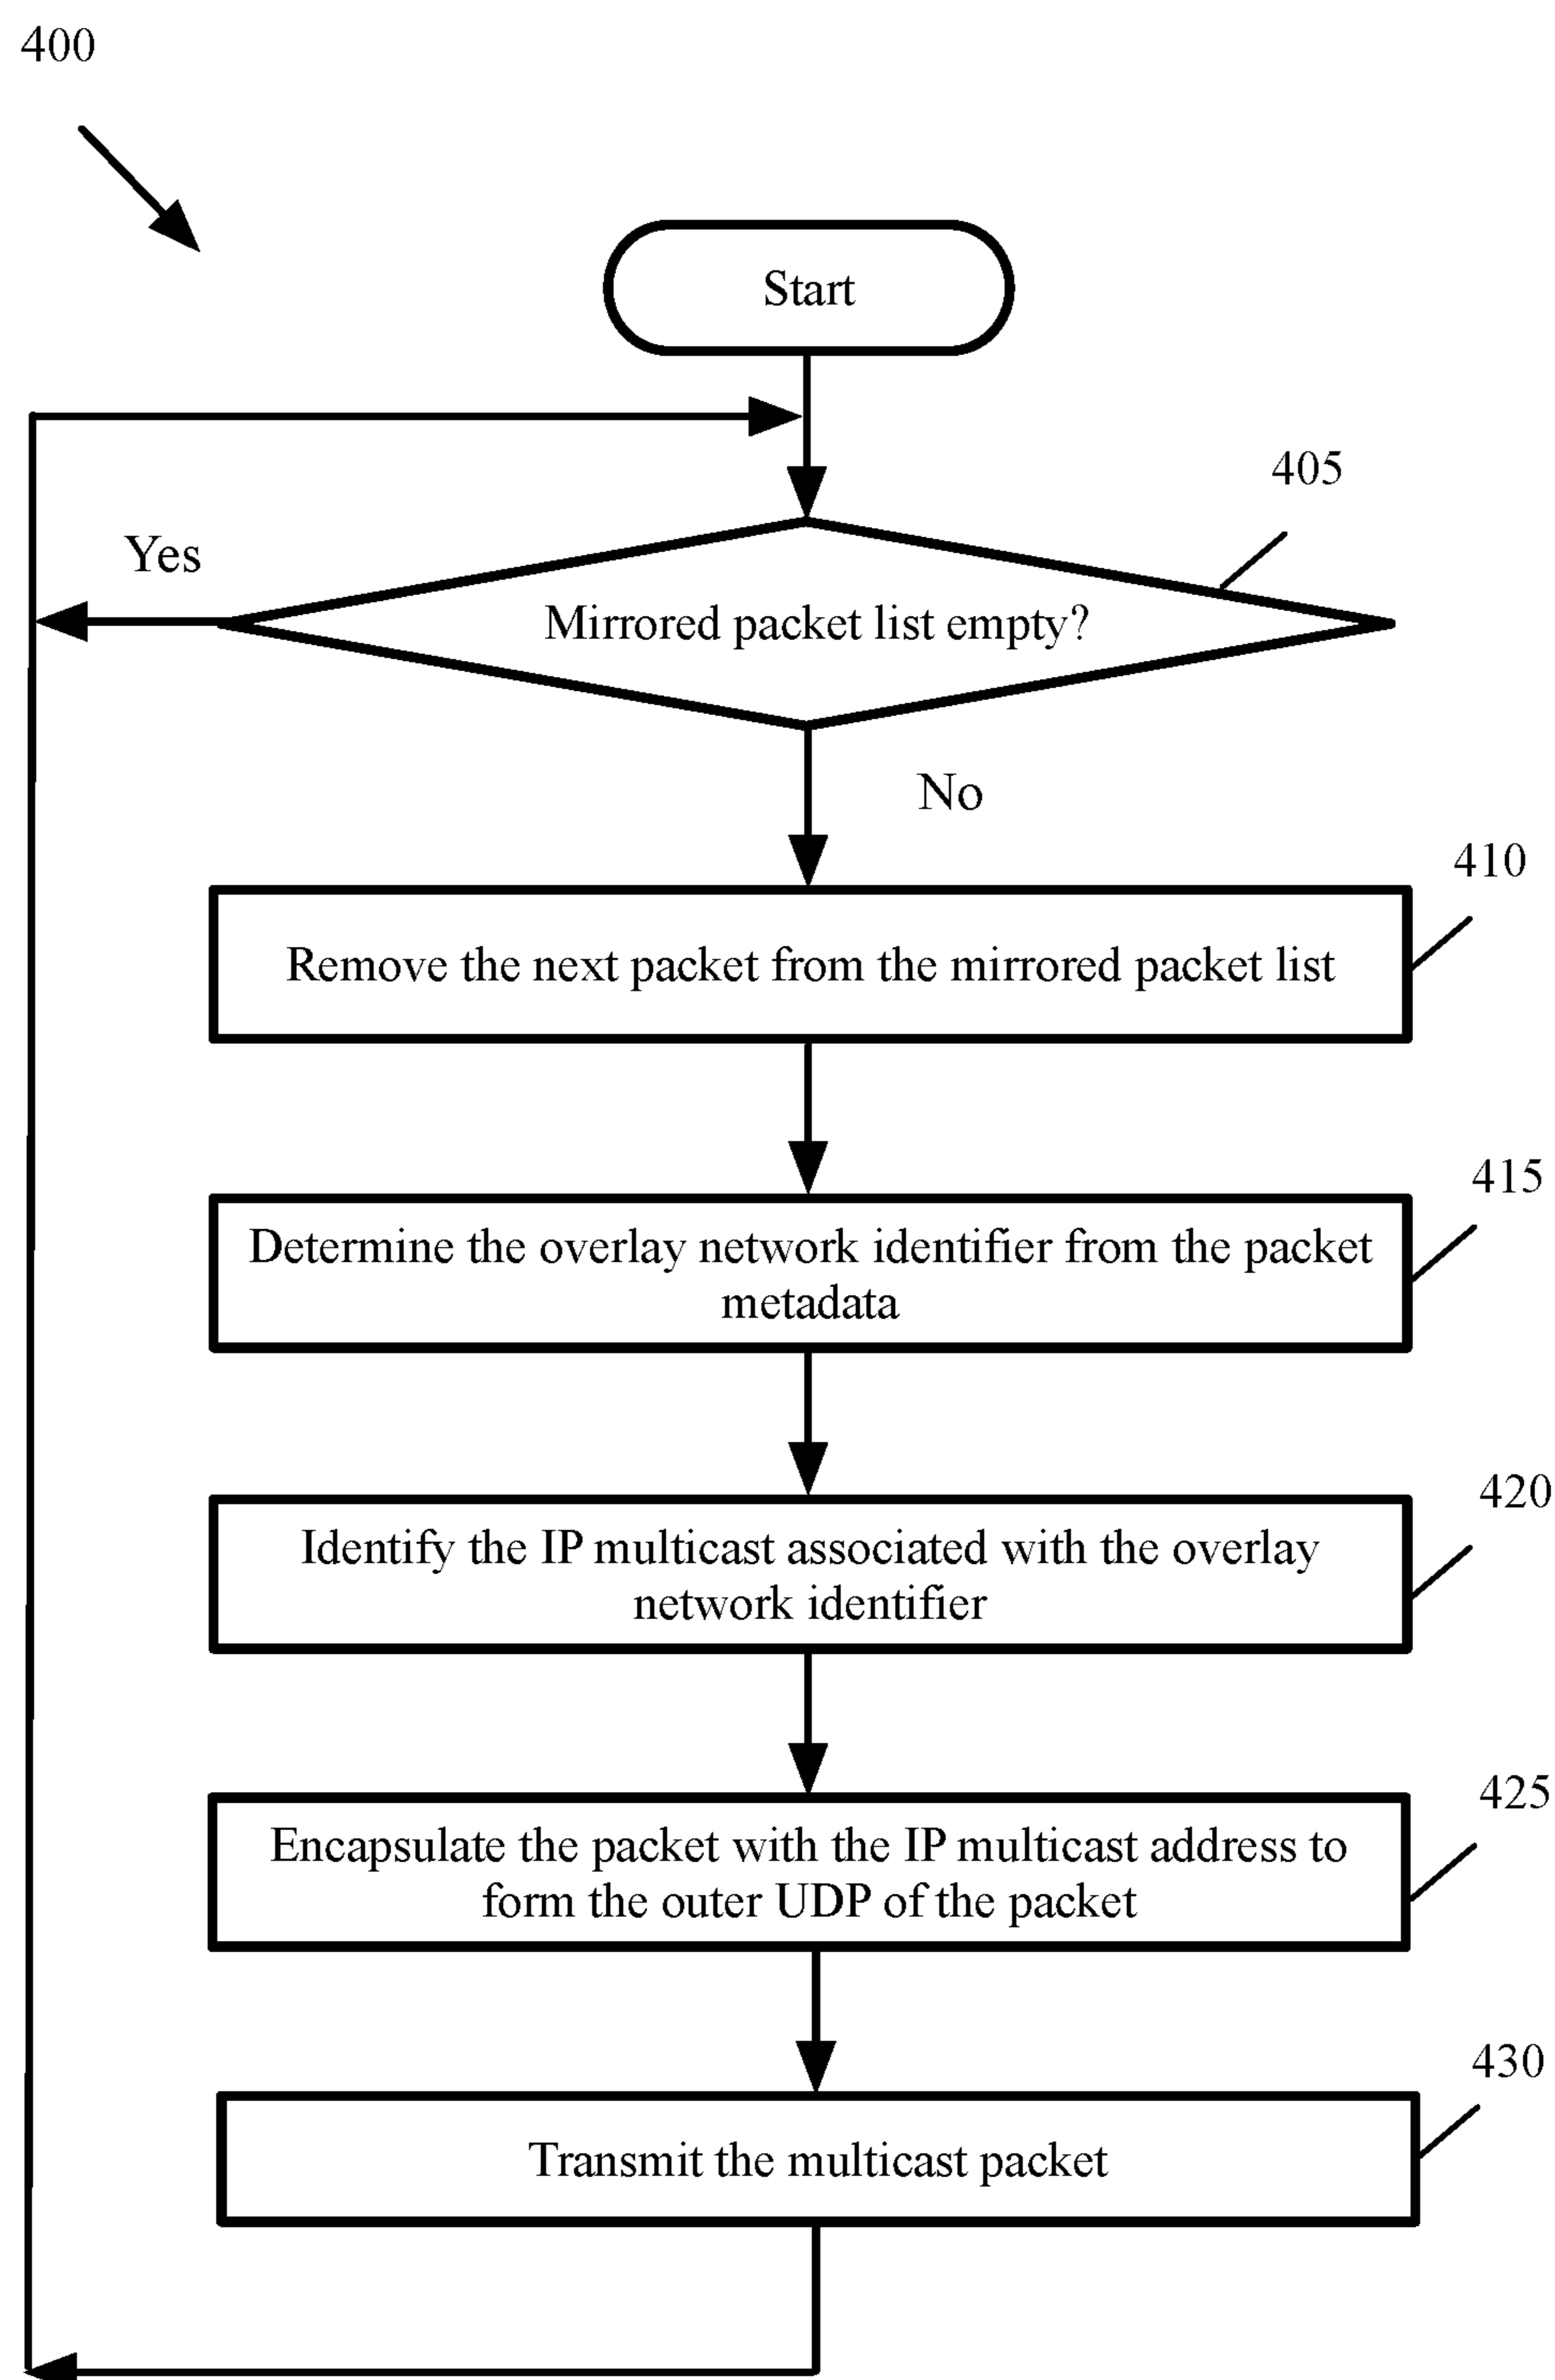 400
Start
405
Yes
Mirrored packet list empty?
No
410
Remove the next packet from the mirrored packet list
415
Determine the overlay network identifier from the packet
metadata
420
Identify the IP multicast associated with the overlay
network identifier
425
Encapsulate the packet with the IP multicast address to
form the outer UDP of the packet
430
Transmit the multicast packet